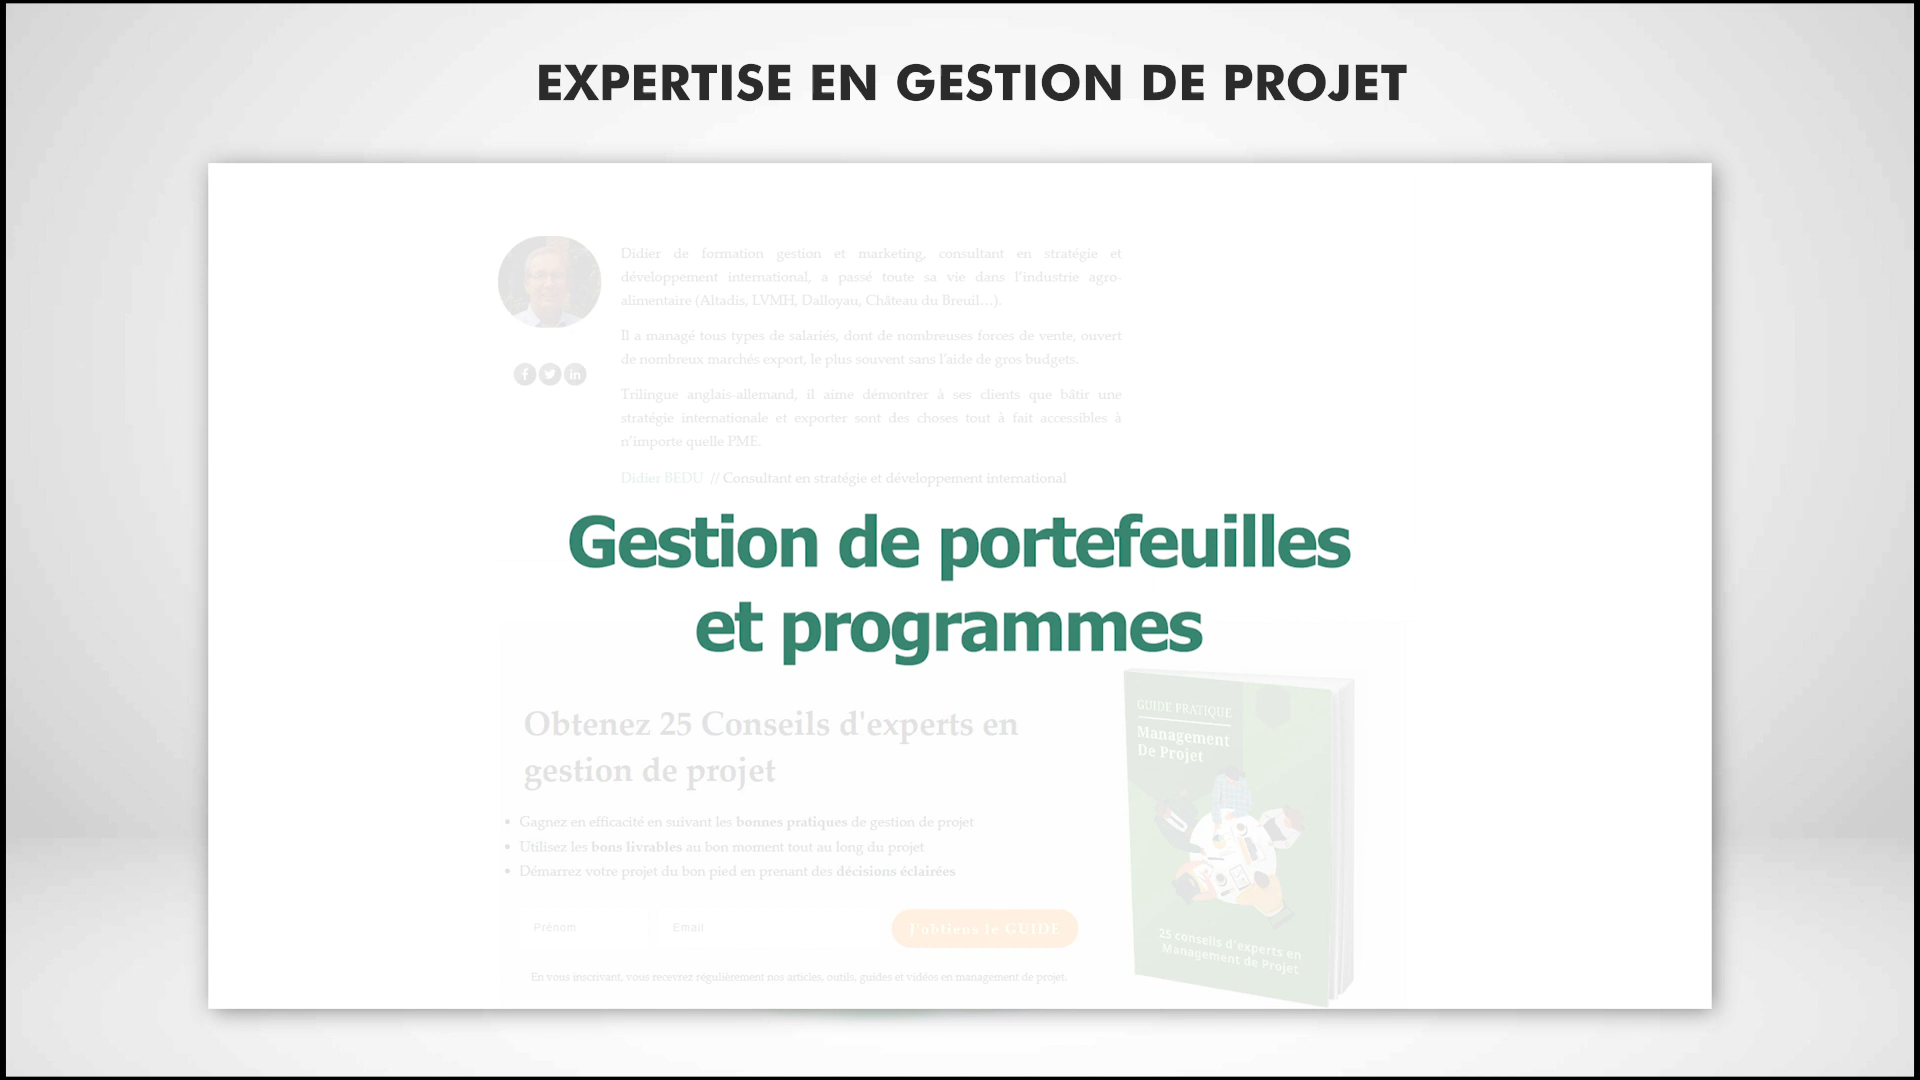 EXPERTISE EN GESTION DE PROJET
Didier de formation gestion et marketing, consultant en stratégie et
développement international, a passé toute sa vie dans l'industrie agro-
alimentaire (Altadis, LVMH, Dalloyau, Château du Breuil…).
Il a managé tous types de salariés, dont de nombreuses forces de vente, ouvert
de nombreux marchés export, le plus souvent sans l'aide de gros budgets.
Trilingue anglais-allemand, il aime démontrer à ses clients que bâtir une
stratégie internationale et exporter sont des choses tout à fait accessibles à
n'importe quelle PME.
Didier BEDU // Consultant en stratégie et développement international
Gestion de portefeuilles
et programmes
Obtenez 25 Conseils d'experts en
gestion de projet
• Gagnez en efficacité en suivant les bonnes pratiques de gestion de projet
• Utilisez les bons livrables au bon moment tout au long du projet
• Démarrez votre projet du bon pied en prenant des décisions éclairées
Prénom
Email
J'obtiens le GUIDE
En vous inscrivant, vous recevrez régulièrement nos articles, outils, guides et vidéos en management de projet.
GUIDE PRATIQUE
Management
De Projet
25 conseils d'experts en
Management de Projet